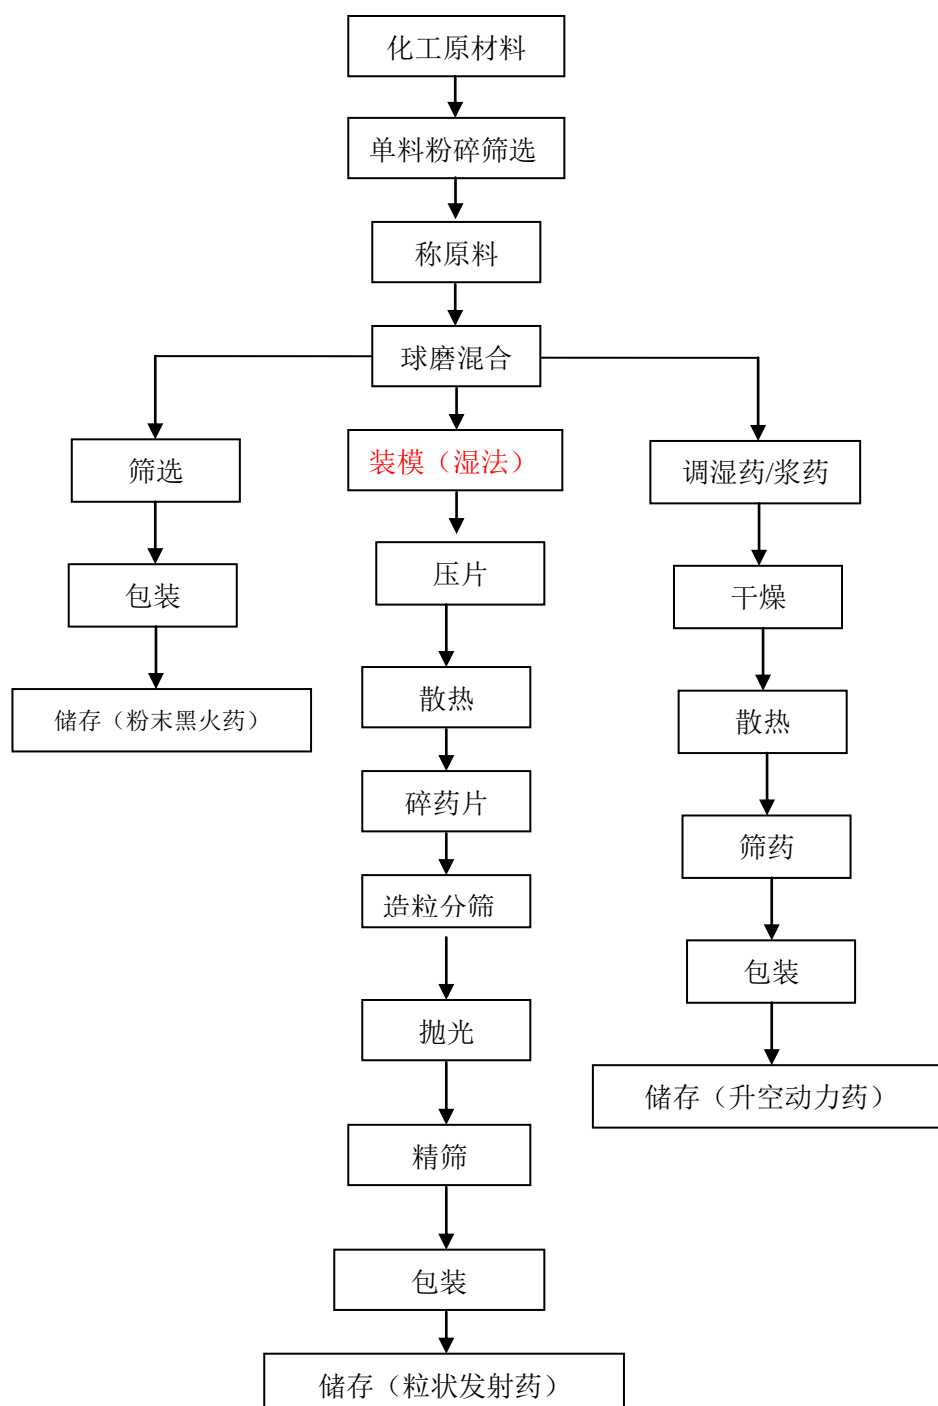 化工原材料
单料粉碎筛选
称原料
球磨混合
筛选
包装
储存（粉末黑火药）
装模（湿法）
压片
散热
碎药片
造粒分筛
抛光
精筛
包装
储存（粒状发射药）
调湿药/浆药
干燥
散热
筛药
包装
储存（升空动力药）